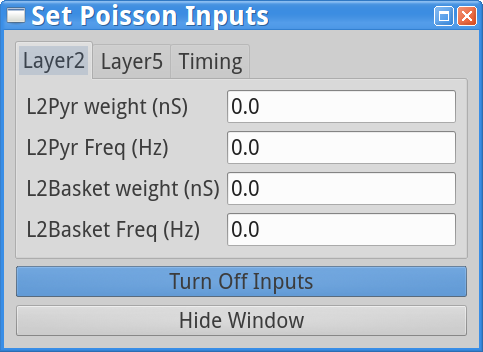 Set Poisson Inputs
Layer2 Layer5 Timing
L2Pyr weight (nS) 0.0
L2Pyr Freq (Hz) 0.0
L2Basket weight (nS) 0.0
L2Basket Freq (Hz) 0.0
Turn Off Inputs
Hide Window